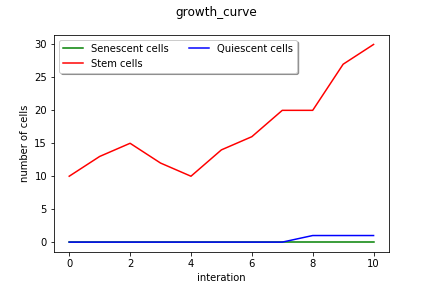 growth_curve
Senescent cells
Stem cells
Quiescent cells
number of cells
30
25
20
15
10
5
0
0 2 4 6 8 10
interation